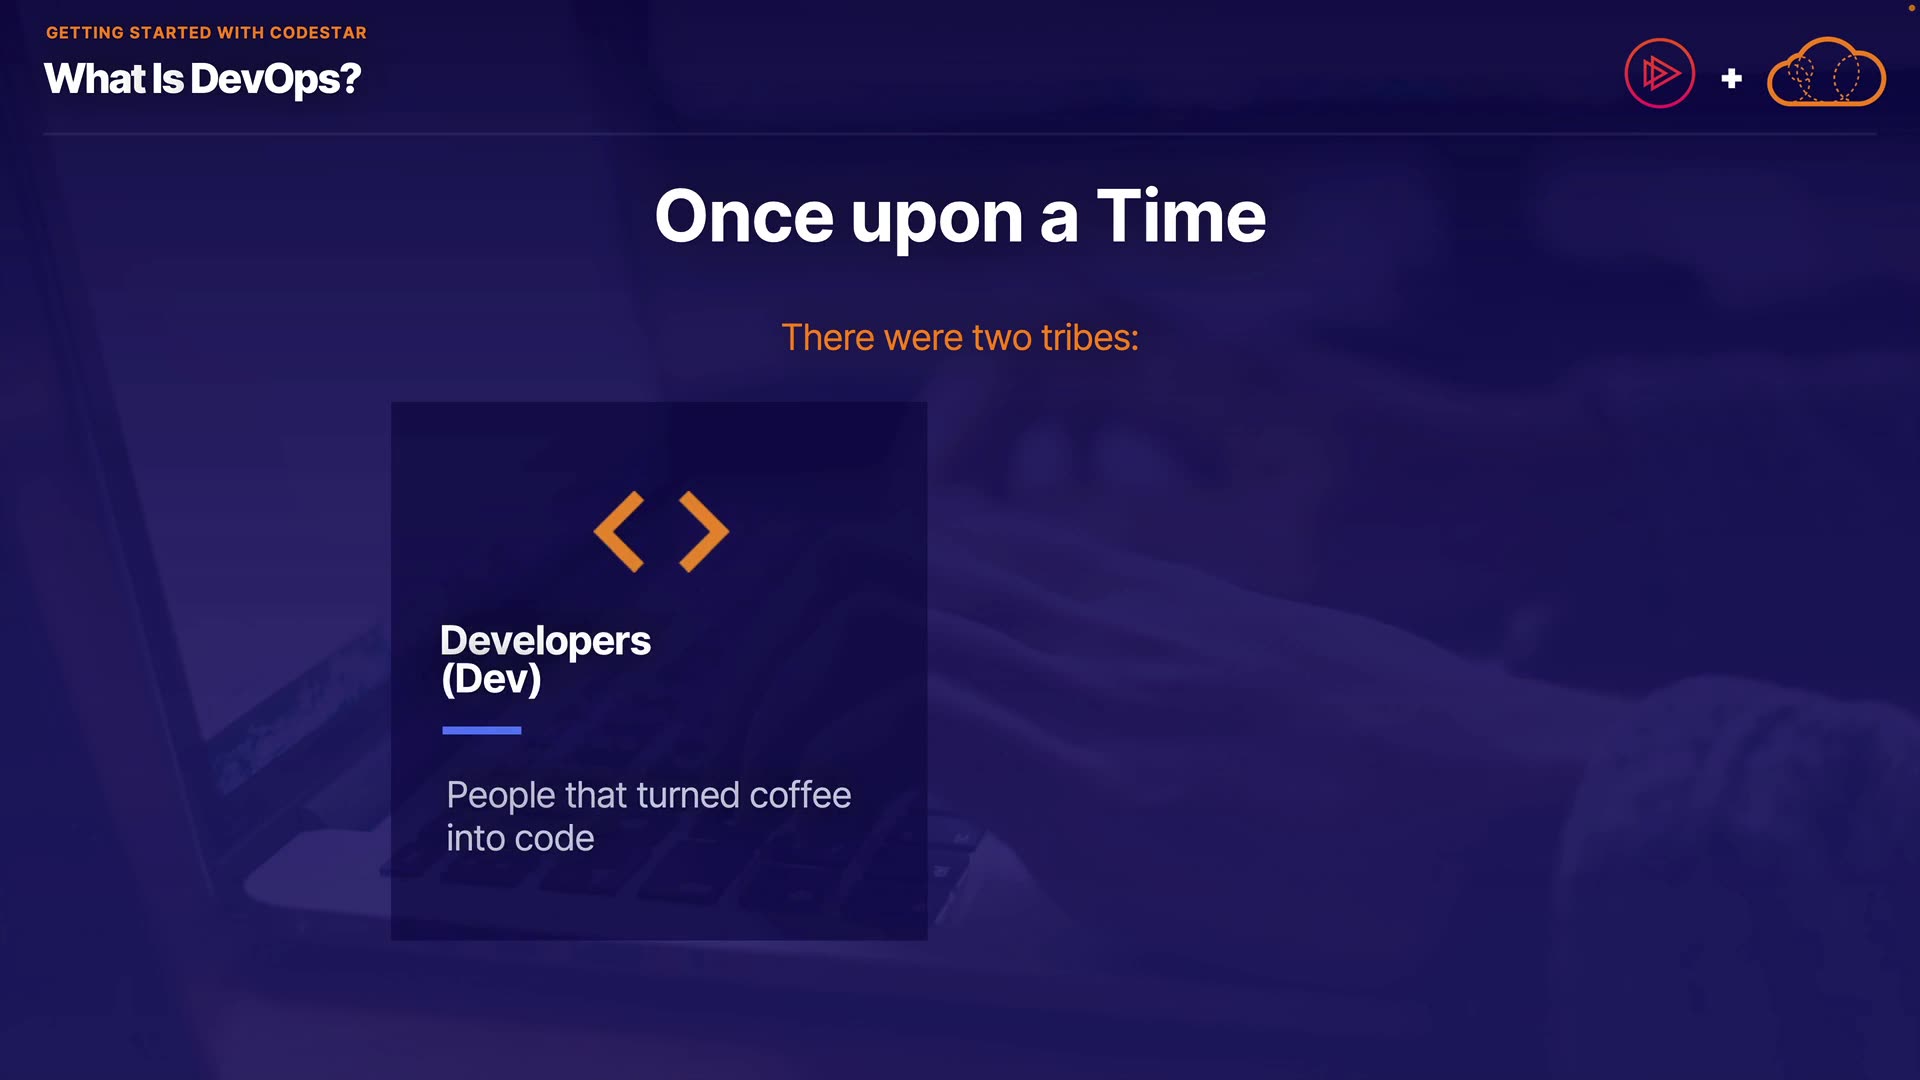 GETTING STARTED WITH CODESTAR
What Is DevOps?
Once upon a Time
There were two tribes:
Developers
(Dev)
People that turned coffee
into code